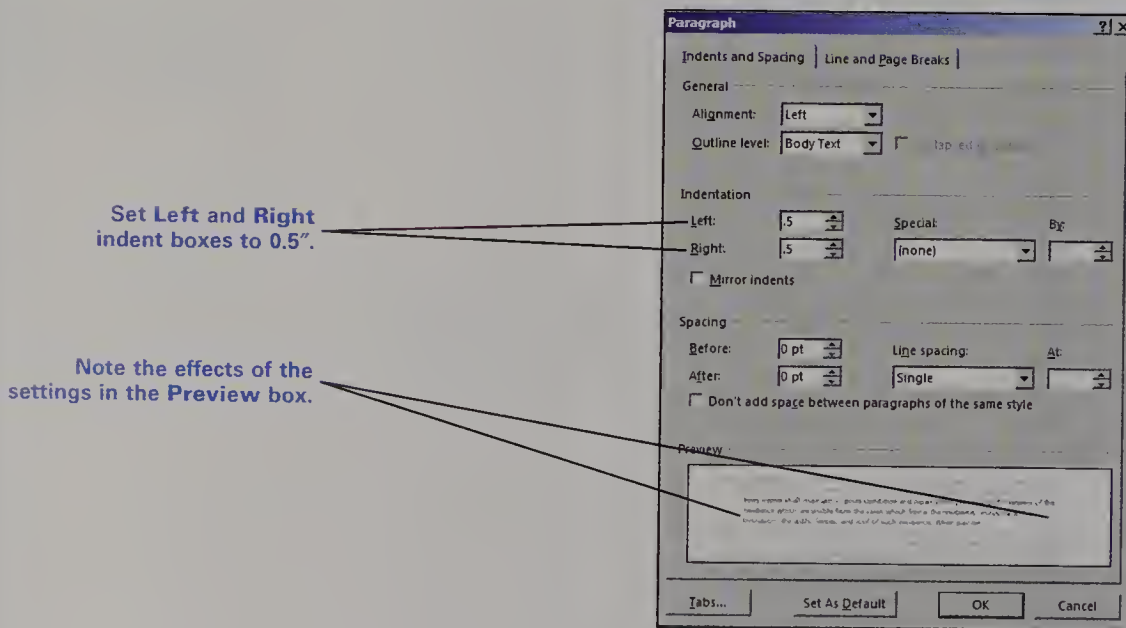 Paragraph ? X
Indents and Spacing Line and Page Breaks
General
Alignment: Left
Outline level: Body Text
Set Left and Right
indent boxes to 0.5″.
Indentation
Left: .5 Special: By:
Right: .5 (none)
Mirror indents
Spacing
Before: 0 pt Line spacing: At:
After: 0 pt Single
Don't add space between paragraphs of the same style
Note the effects of the
settings in the Preview box.
Preview
Tabs... Set As Default OK Cancel